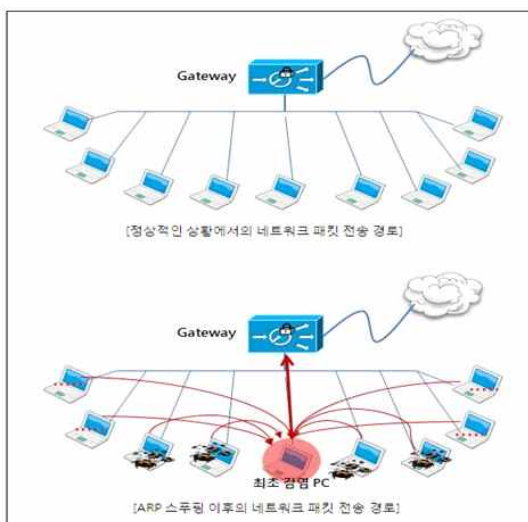 Gateway
[정상적인 상황에서의 네트워크 패킷 전송 경로]
Gateway
최초 감염 PC
[ARP 스푸핑 이후의 네트워크 패킷 전송 경로]